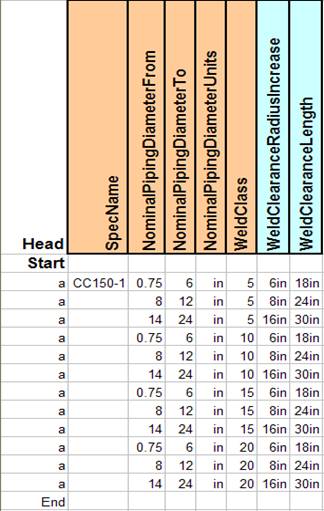 Head SpecName NominalPipingDiameterFrom NominalPipingDiameterTo NominalPipingDiameterUnits WeldClass WeldClearanceRadiusIncrease WeldClearanceLength
Start
a CC150-1 0.75 6 in 5 6in 18in
a 8 12 in 5 8in 24in
a 14 24 in 5 16in 30in
a 0.75 6 in 10 6in 18in
a 8 12 in 10 8in 24in
a 14 24 in 10 16in 30in
a 0.75 6 in 15 6in 18in
a 8 12 in 15 8in 24in
a 14 24 in 15 16in 30in
a 0.75 6 in 20 6in 18in
a 8 12 in 20 8in 24in
a 14 24 in 20 16in 30in
End